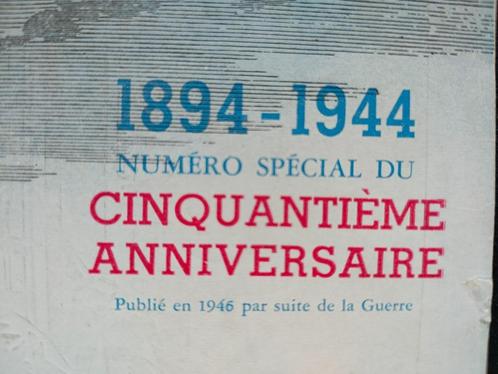 1894-1944
NUMÉRO SPÉCIAL DU
CINQUANTIÈME
ANNIVERSAIRE
Publié en 1946 par suite de la Guerre